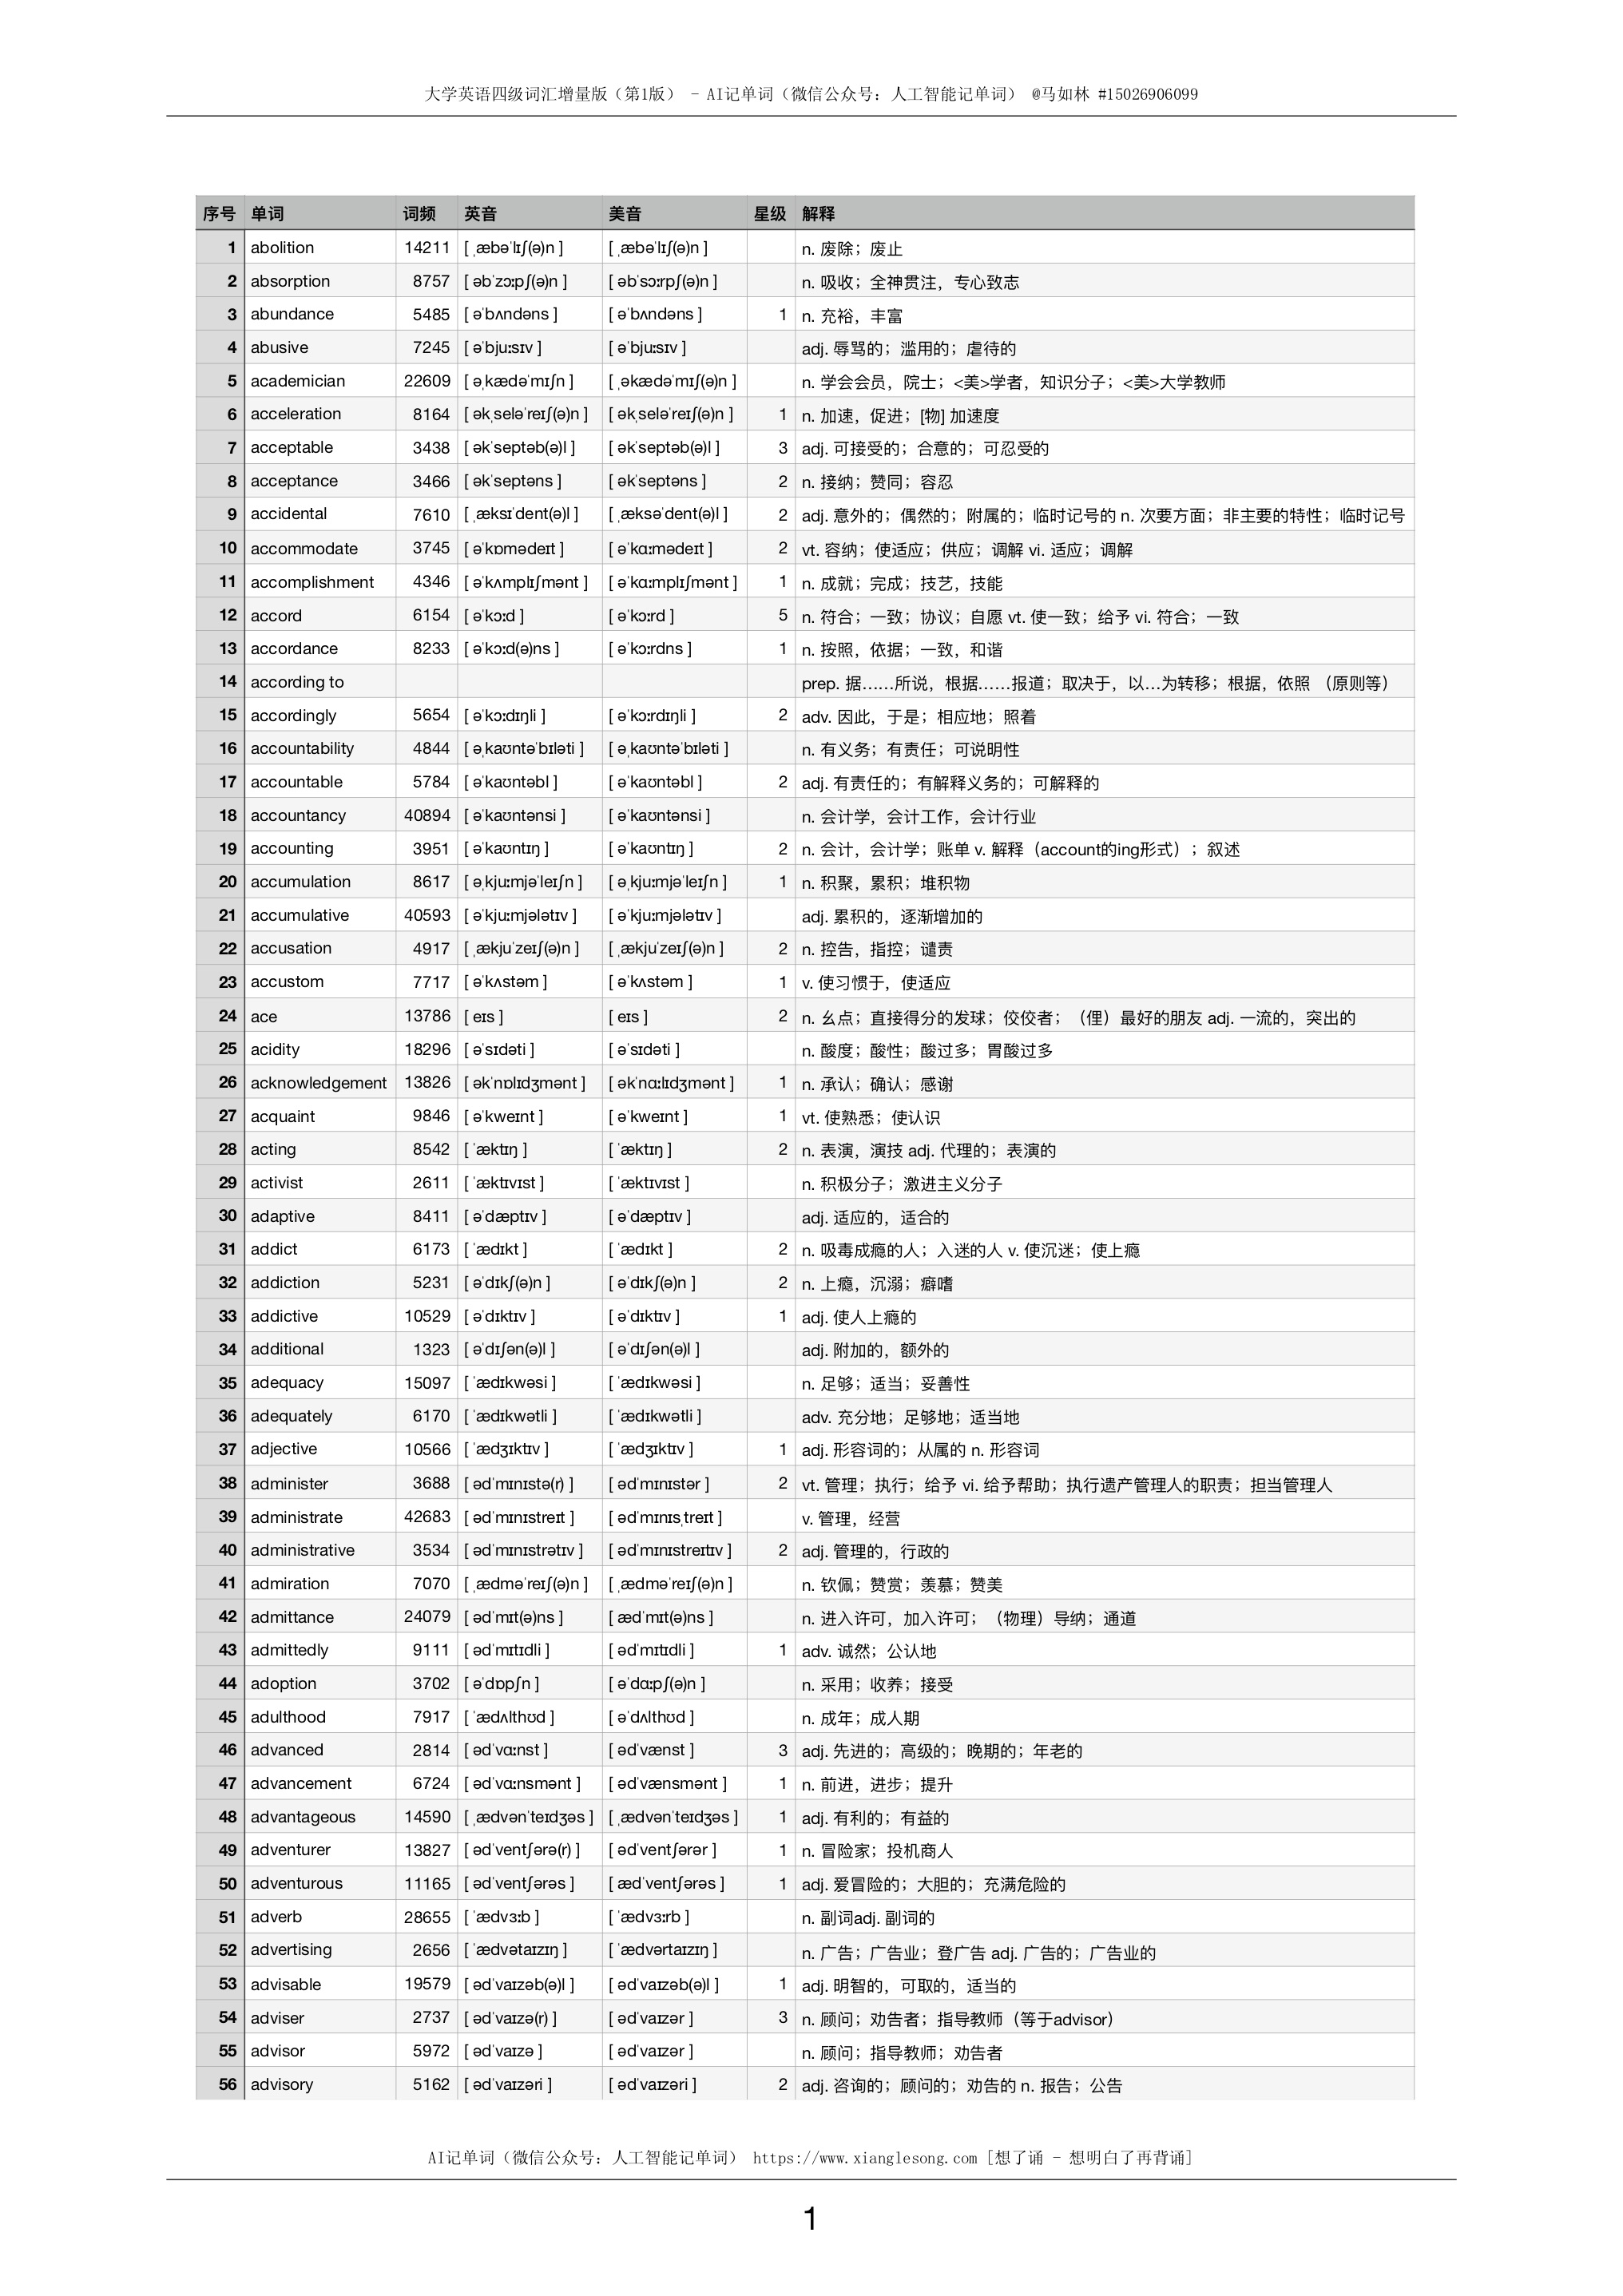 大学英语四级词汇增量版（第1版） - AI记单词（微信公众号：人工智能记单词） @马如林 #15026906099
序号 单词 词频 英音 美音 星级 解释
1 abolition 14211 [ ˌæbəˈlɪʃ(ə)n ] [ ˌæbəˈlɪʃ(ə)n ] n. 废除；废止
2 absorption 8757 [ əbˈzɔːpʃ(ə)n ] [ əbˈsɔːrpʃ(ə)n ] n. 吸收；全神贯注，专心致志
3 abundance 5485 [ əˈbʌndəns ] [ əˈbʌndəns ] 1 n. 充裕，丰富
4 abusive 7245 [ əˈbjuːsɪv ] [ əˈbjuːsɪv ] adj. 辱骂的；滥用的；虐待的
5 academician 22609 [ əˌkædəˈmɪʃn ] [ ˌəkædəˈmɪʃ(ə)n ] n. 学会会员，院士；<美>学者，知识分子；<美>大学教师
6 acceleration 8164 [ əkˌseləˈreɪʃ(ə)n ] [ əkˌseləˈreɪʃ(ə)n ] 1 n. 加速，促进；[物] 加速度
7 acceptable 3438 [ əkˈseptəb(ə)l ] [ əkˈseptəb(ə)l ] 3 adj. 可接受的；合意的；可忍受的
8 acceptance 3466 [ əkˈseptəns ] [ əkˈseptəns ] 2 n. 接纳；赞同；容忍
9 accidental 7610 [ ˌæksɪˈdent(ə)l ] [ ˌæksəˈdent(ə)l ] 2 adj. 意外的；偶然的；附属的；临时记号的 n. 次要方面；非主要的特性；临时记号
10 accommodate 3745 [ əˈkɒmədeɪt ] [ əˈkɑːmədeɪt ] 2 vt. 容纳；使适应；供应；调解 vi. 适应；调解
11 accomplishment 4346 [ əˈkʌmplɪʃmənt ] [ əˈkɑːmplɪʃmənt ] 1 n. 成就；完成；技艺，技能
12 accord 6154 [ əˈkɔːd ] [ əˈkɔːrd ] 5 n. 符合；一致；协议；自愿 vt. 使一致；给予 vi. 符合；一致
13 accordance 8233 [ əˈkɔːd(ə)ns ] [ əˈkɔːrdns ] 1 n. 按照，依据；一致，和谐
14 according to prep. 据……所说，根据……报道；取决于，以…为转移；根据，依照 （原则等）
15 accordingly 5654 [ əˈkɔːdɪŋli ] [ əˈkɔːrdɪŋli ] 2 adv. 因此，于是；相应地；照着
16 accountability 4844 [ əˌkaʊntəˈbɪləti ] [ əˌkaʊntəˈbɪləti ] n. 有义务；有责任；可说明性
17 accountable 5784 [ əˈkaʊntəbl ] [ əˈkaʊntəbl ] 2 adj. 有责任的；有解释义务的；可解释的
18 accountancy 40894 [ əˈkaʊntənsi ] [ əˈkaʊntənsi ] n. 会计学，会计工作，会计行业
19 accounting 3951 [ əˈkaʊntɪŋ ] [ əˈkaʊntɪŋ ] 2 n. 会计，会计学；账单 v. 解释（account的ing形式）；叙述
20 accumulation 8617 [ əˌkjuːmjəˈleɪʃn ] [ əˌkjuːmjəˈleɪʃn ] 1 n. 积聚，累积；堆积物
21 accumulative 40593 [ əˈkjuːmjələtɪv ] [ əˈkjuːmjələtɪv ] adj. 累积的，逐渐增加的
22 accusation 4917 [ ˌækjuˈzeɪʃ(ə)n ] [ ˌækjuˈzeɪʃ(ə)n ] 2 n. 控告，指控；谴责
23 accustom 7717 [ əˈkʌstəm ] [ əˈkʌstəm ] 1 v. 使习惯于，使适应
24 ace 13786 [ eɪs ] [ eɪs ] 2 n. 幺点；直接得分的发球；佼佼者；（俚）最好的朋友 adj. 一流的，突出的
25 acidity 18296 [ əˈsɪdəti ] [ əˈsɪdəti ] n. 酸度；酸性；酸过多；胃酸过多
26 acknowledgement 13826 [ əkˈnɒlɪdʒmənt ] [ əkˈnɑːlɪdʒmənt ] 1 n. 承认；确认；感谢
27 acquaint 9846 [ əˈkweɪnt ] [ əˈkweɪnt ] 1 vt. 使熟悉；使认识
28 acting 8542 [ ˈæktɪŋ ] [ ˈæktɪŋ ] 2 n. 表演，演技 adj. 代理的；表演的
29 activist 2611 [ ˈæktɪvɪst ] [ ˈæktɪvɪst ] n. 积极分子；激进主义分子
30 adaptive 8411 [ əˈdæptɪv ] [ əˈdæptɪv ] adj. 适应的，适合的
31 addict 6173 [ ˈædɪkt ] [ ˈædɪkt ] 2 n. 吸毒成瘾的人；入迷的人 v. 使沉迷；使上瘾
32 addiction 5231 [ əˈdɪkʃ(ə)n ] [ əˈdɪkʃ(ə)n ] 2 n. 上瘾，沉溺；癖嗜
33 addictive 10529 [ əˈdɪktɪv ] [ əˈdɪktɪv ] 1 adj. 使人上瘾的
34 additional 1323 [ əˈdɪʃən(ə)l ] [ əˈdɪʃən(ə)l ] adj. 附加的，额外的
35 adequacy 15097 [ ˈædɪkwəsi ] [ ˈædɪkwəsi ] n. 足够；适当；妥善性
36 adequately 6170 [ ˈædɪkwətli ] [ ˈædɪkwətli ] adv. 充分地；足够地；适当地
37 adjective 10566 [ ˈædʒɪktɪv ] [ ˈædʒɪktɪv ] 1 adj. 形容词的；从属的 n. 形容词
38 administer 3688 [ ədˈmɪnɪstə(r) ] [ ədˈmɪnɪstər ] 2 vt. 管理；执行；给予 vi. 给予帮助；执行遗产管理人的职责；担当管理人
39 administrate 42683 [ ədˈmɪnɪstreɪt ] [ ədˈmɪnɪsˌtreɪt ] v. 管理，经营
40 administrative 3534 [ ədˈmɪnɪstrətɪv ] [ ədˈmɪnɪstreɪtɪv ] 2 adj. 管理的，行政的
41 admiration 7070 [ ˌædməˈreɪʃ(ə)n ] [ ˌædməˈreɪʃ(ə)n ] n. 钦佩；赞赏；羡慕；赞美
42 admittance 24079 [ ədˈmɪt(ə)ns ] [ ædˈmɪt(ə)ns ] n. 进入许可，加入许可；（物理）导纳；通道
43 admittedly 9111 [ ədˈmɪtɪdli ] [ ədˈmɪtɪdli ] 1 adv. 诚然；公认地
44 adoption 3702 [ əˈdɒpʃn ] [ əˈdɑːpʃ(ə)n ] n. 采用；收养；接受
45 adulthood 7917 [ ˈædʌlthʊd ] [ əˈdʌlthʊd ] n. 成年；成人期
46 advanced 2814 [ ədˈvɑːnst ] [ ədˈvænst ] 3 adj. 先进的；高级的；晚期的；年老的
47 advancement 6724 [ ədˈvɑːnsmənt ] [ ədˈvænsmənt ] 1 n. 前进，进步；提升
48 advantageous 14590 [ ˌædvənˈteɪdʒəs ] [ ˌædvənˈteɪdʒəs ] 1 adj. 有利的；有益的
49 adventurer 13827 [ ədˈventʃərə(r) ] [ ədˈventʃərər ] 1 n. 冒险家；投机商人
50 adventurous 11165 [ ədˈventʃərəs ] [ ædˈventʃərəs ] 1 adj. 爱冒险的；大胆的；充满危险的
51 adverb 28655 [ ˈædvɜːb ] [ ˈædvɜːrb ] n. 副词adj. 副词的
52 advertising 2656 [ ˈædvətaɪzɪŋ ] [ ˈædvərtaɪzɪŋ ] n. 广告；广告业；登广告 adj. 广告的；广告业的
53 advisable 19579 [ ədˈvaɪzəb(ə)l ] [ ədˈvaɪzəb(ə)l ] 1 adj. 明智的，可取的，适当的
54 adviser 2737 [ ədˈvaɪzə(r) ] [ ədˈvaɪzər ] 3 n. 顾问；劝告者；指导教师（等于advisor）
55 advisor 5972 [ ədˈvaɪzə ] [ ədˈvaɪzər ] n. 顾问；指导教师；劝告者
56 advisory 5162 [ ədˈvaɪzəri ] [ ədˈvaɪzəri ] 2 adj. 咨询的；顾问的；劝告的 n. 报告；公告
AI记单词（微信公众号：人工智能记单词） https://www.xianglesong.com [想了诵 - 想明白了再背诵]
1